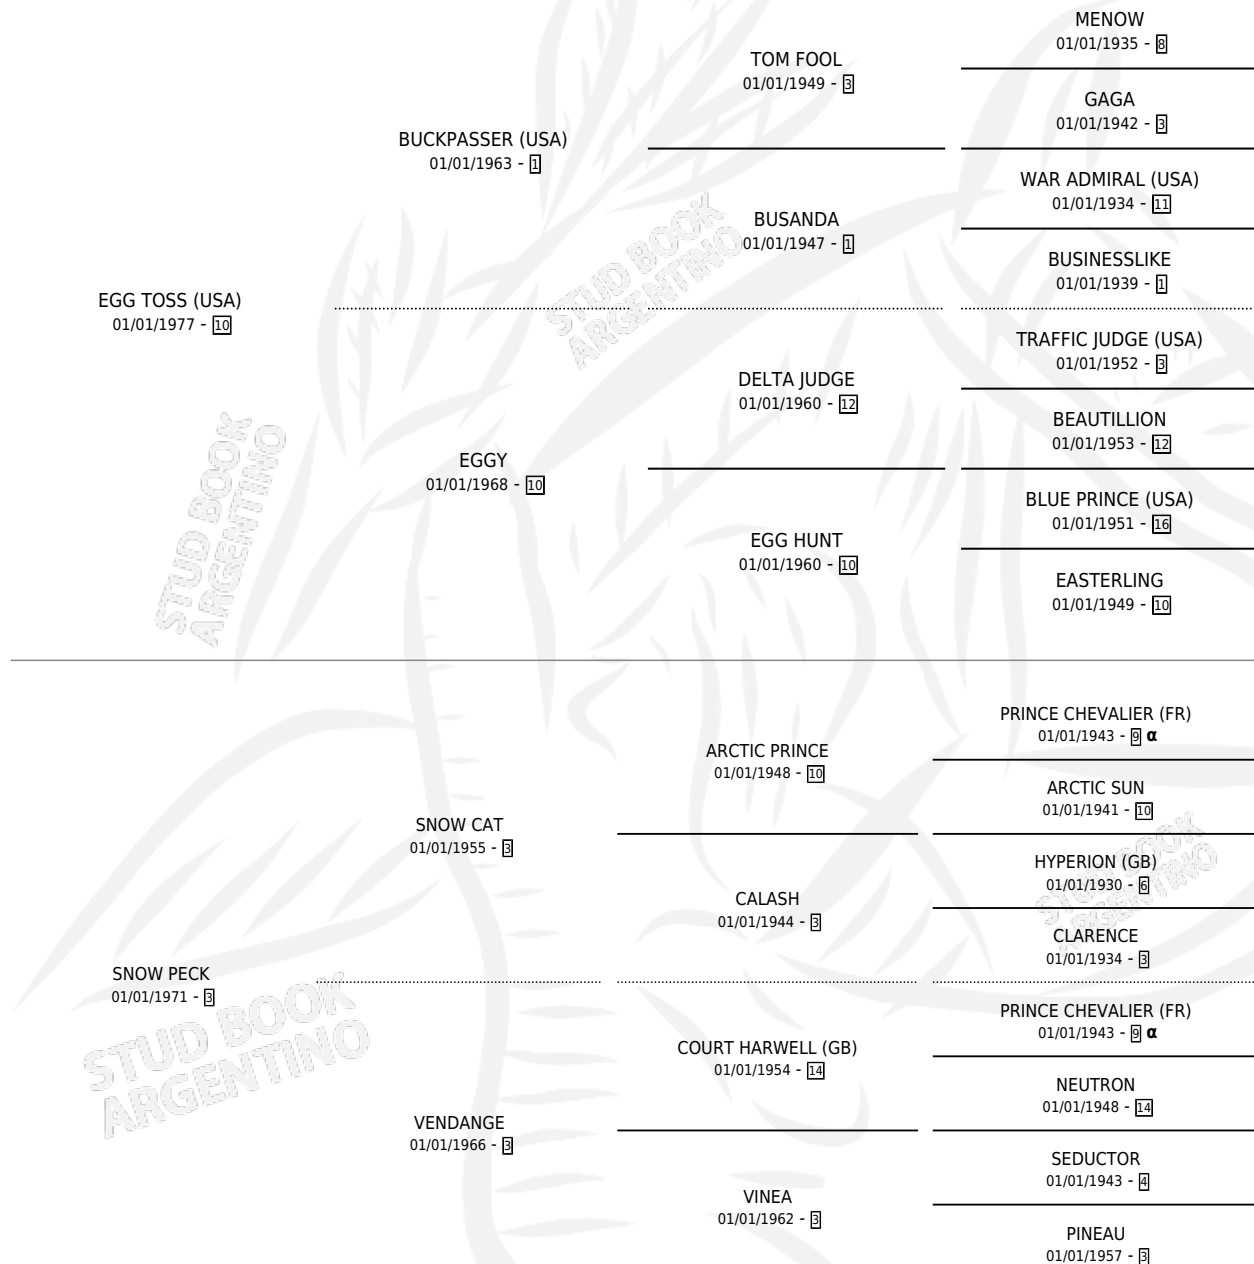 MENOW
01/01/1935 - 8
TOM FOOL
01/01/1949 - 3
GAGA
01/01/1942 - 3
BUCKPASSER (USA)
01/01/1963 - 1
WAR ADMIRAL (USA)
01/01/1934 - 11
BUSANDA
01/01/1947 - 1
BUSINESSLIKE
01/01/1939 - 1
STUD BOOK
ARGENTINO
EGG TOSS (USA)
01/01/1977 - 10
TRAFFIC JUDGE (USA)
01/01/1952 - 3
DELTA JUDGE
01/01/1960 - 12
BEAUTILLION
01/01/1953 - 12
EGGY
01/01/1968 - 10
BLUE PRINCE (USA)
01/01/1951 - 16
EGG HUNT
01/01/1960 - 10
EASTERLING
01/01/1949 - 10
STUD BOOK
ARGENTINO
PRINCE CHEVALIER (FR)
01/01/1943 - 9 α
ARCTIC PRINCE
01/01/1948 - 10
ARCTIC SUN
01/01/1941 - 10
SNOW CAT
01/01/1955 - 3
HYPERION (GB)
01/01/1930 - 6
CALASH
01/01/1944 - 3
CLARENCE
01/01/1934 - 3
STUD BOOK
ARGENTINO
SNOW PECK
01/01/1971 - 3
PRINCE CHEVALIER (FR)
01/01/1943 - 9 α
COURT HARWELL (GB)
01/01/1954 - 14
NEUTRON
01/01/1948 - 14
STUD BOOK
ARGENTINO
VENDANGE
01/01/1966 - 3
SEDUCTOR
01/01/1943 - 4
VINEA
01/01/1962 - 3
PINEAU
01/01/1957 - 3